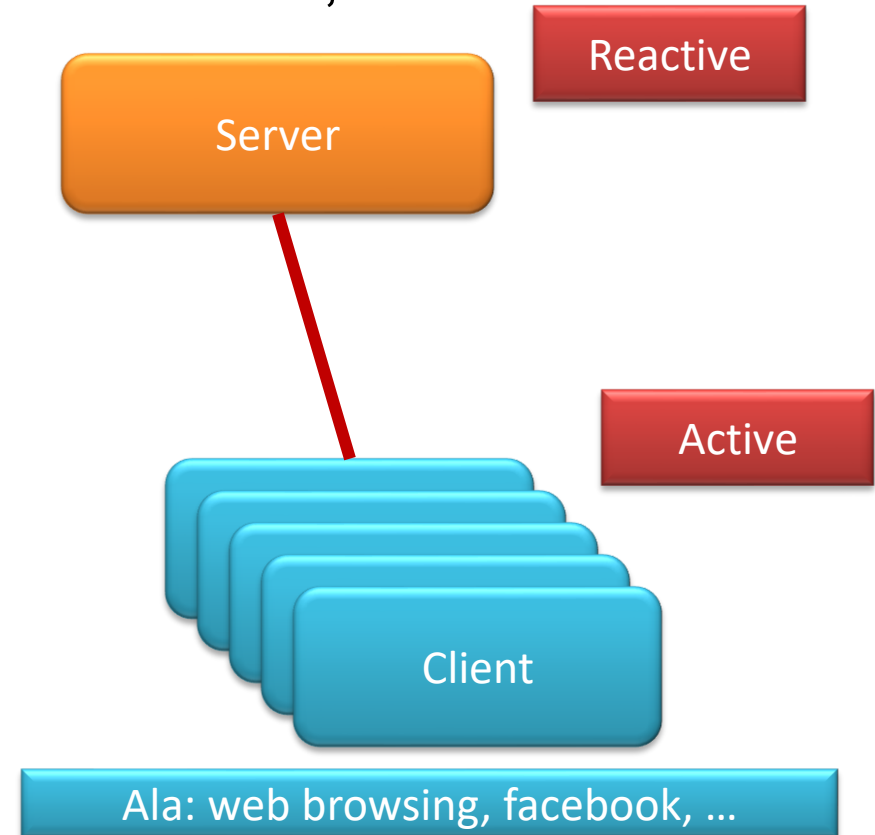 Reactive
Server
Active
Client
Ala: web browsing, facebook, ...